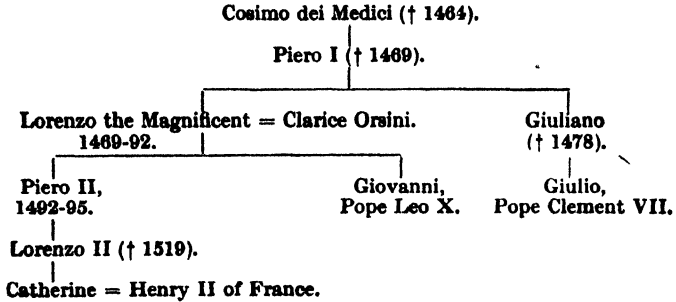 Cosimo dei Medici († 1464).
Piero I († 1469).
Lorenzo the Magnificent = Clarice Orsini.
1469-92.
Giuliano
(† 1478).
Piero II,
1492-95.
Giovanni,
Pope Leo X.
Giulio,
Pope Clement VII.
Lorenzo II († 1519).
Catherine = Henry II of France.